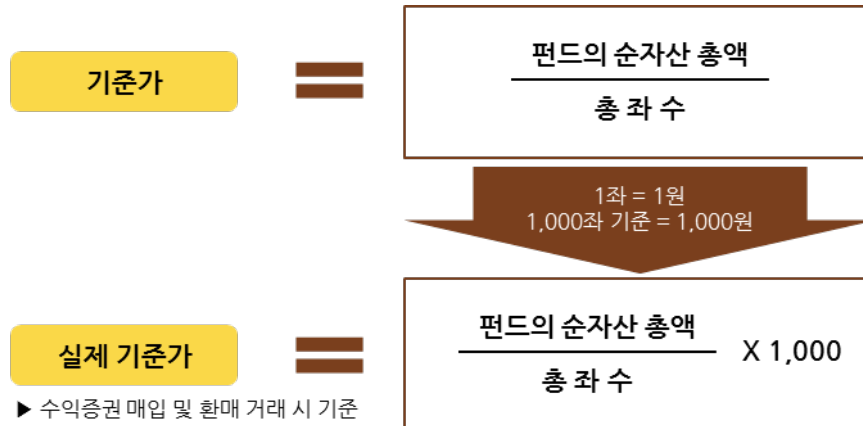 기준가
펀드의 순자산 총액
총 좌 수
1좌 = 1원
1,000좌 기준 = 1,000원
실제 기준가
펀드의 순자산 총액
총 좌 수
X 1,000
▶ 수익증권 매입 및 환매 거래 시 기준